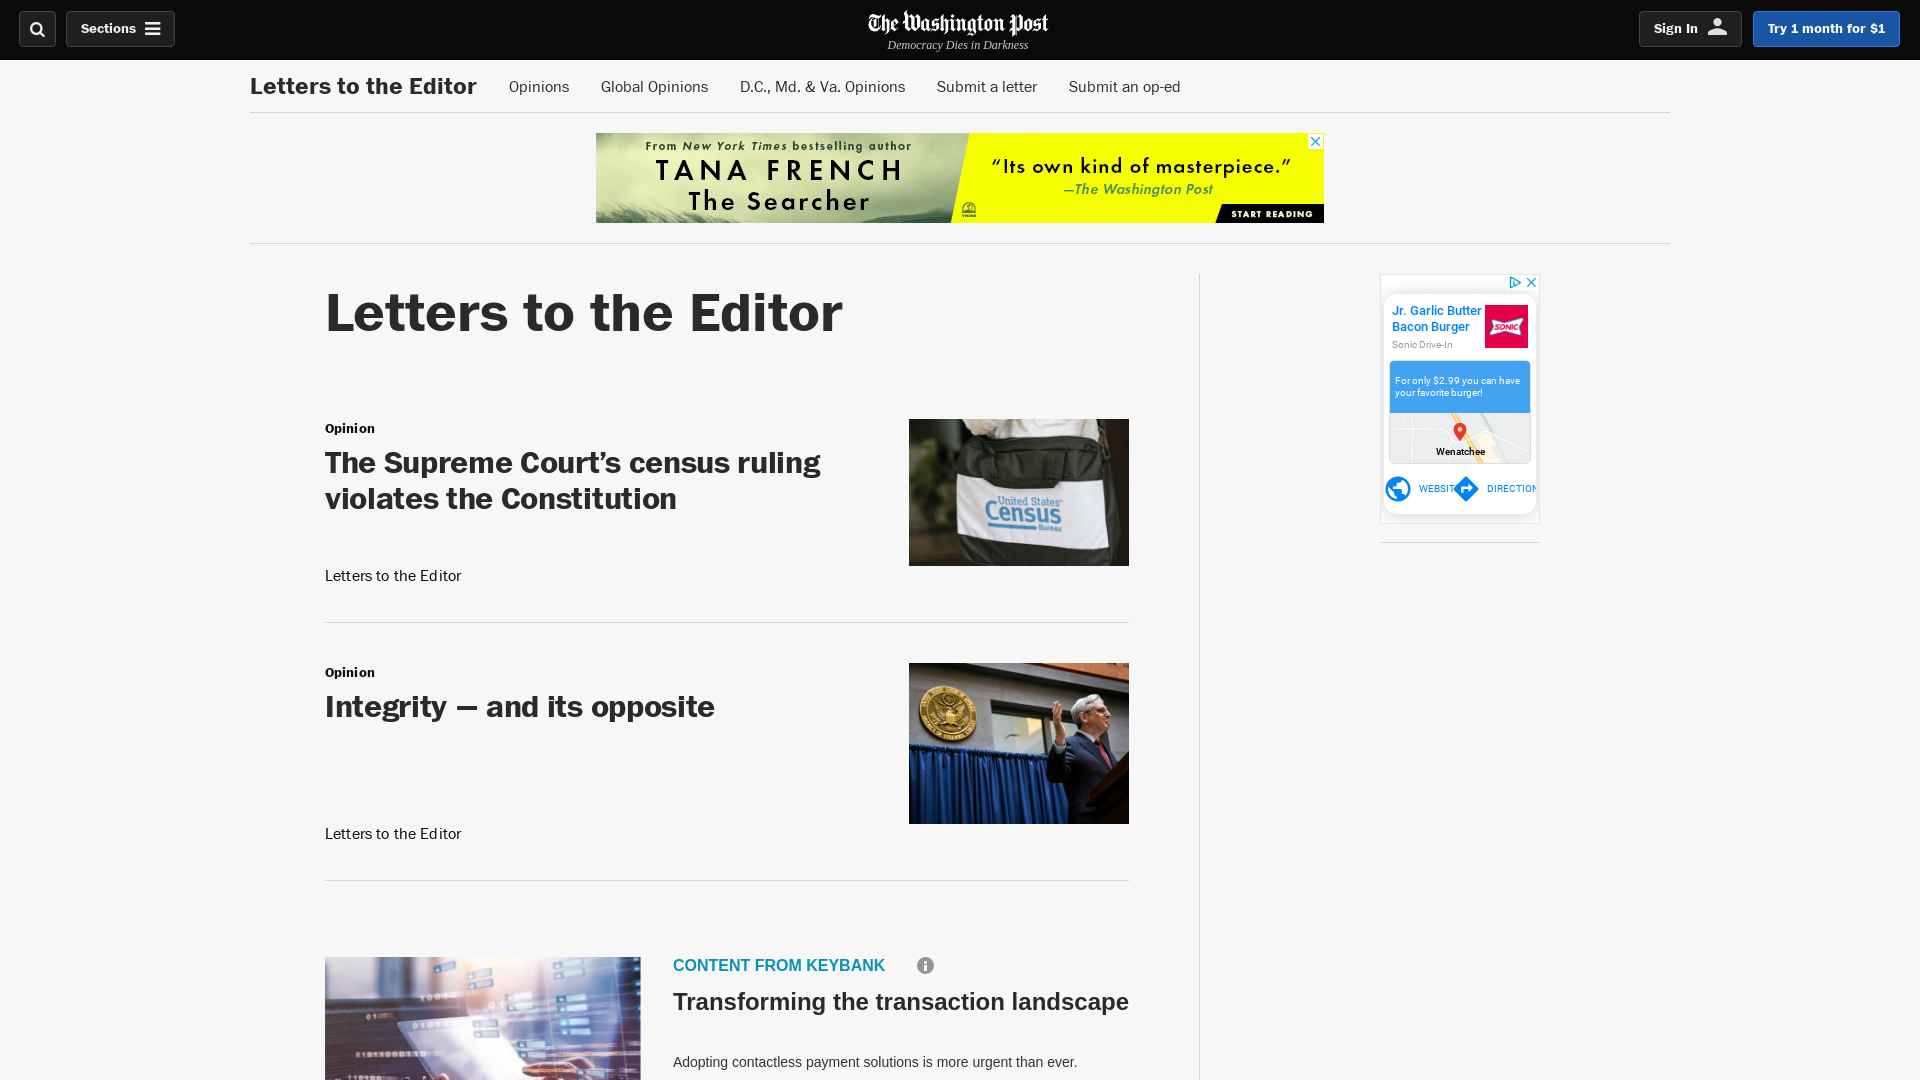 Sections
The Washington Post
Democracy Dies in Darkness
Sign In
Try 1 month for $1
Letters to the Editor
Opinions
Global Opinions
D.C., Md. & Va. Opinions
Submit a letter
Submit an op-ed
From New York Times bestselling author
TANA FRENCH
The Searcher
“Its own kind of masterpiece.”
—The Washington Post
START READING
Letters to the Editor
Opinion
The Supreme Court’s census ruling
violates the Constitution
United States
Census
Bureau
Letters to the Editor
Opinion
Integrity — and its opposite
Letters to the Editor
CONTENT FROM KEYBANK
Transforming the transaction landscape
Adopting contactless payment solutions is more urgent than ever.
Jr. Garlic Butter
Bacon Burger
Sonic Drive-In
SONIC
For only $2.99 you can have
your favorite burger!
Wenatchee
WEBSIT
DIRECTION